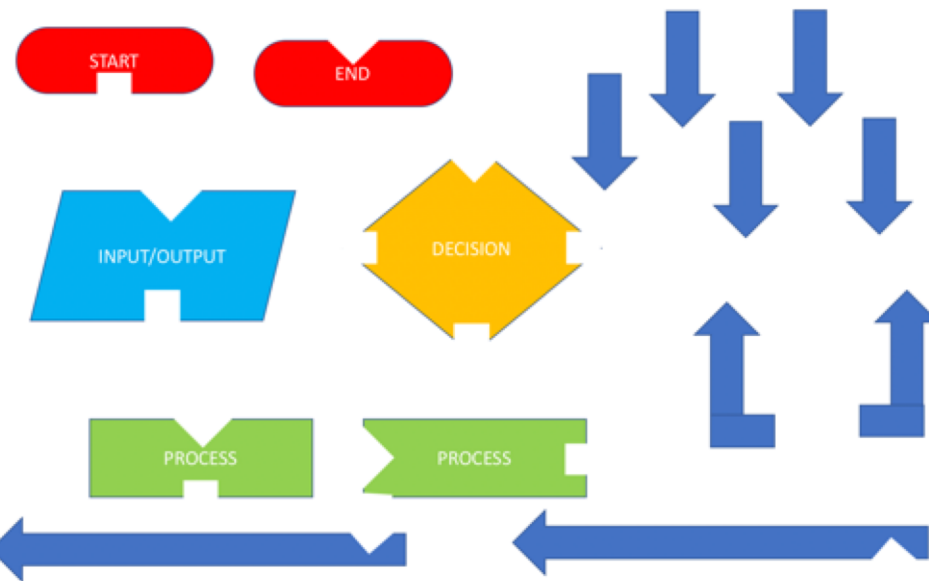 START
END
INPUT/OUTPUT
DECISION
PROCESS
PROCESS